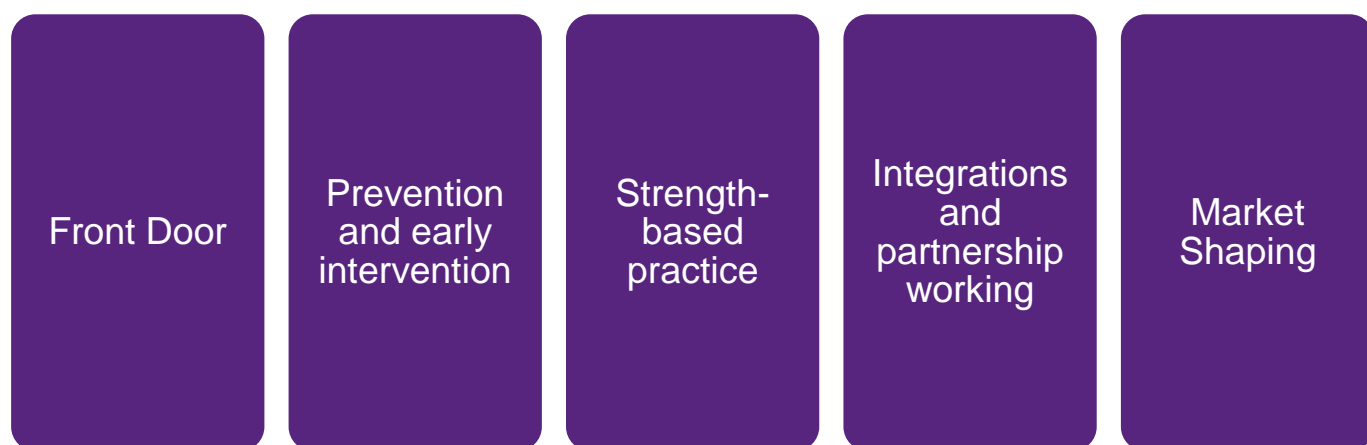 Front Door
Prevention
and early
intervention
Strength-
based
practice
Integrations
and
partnership
working
Market
Shaping